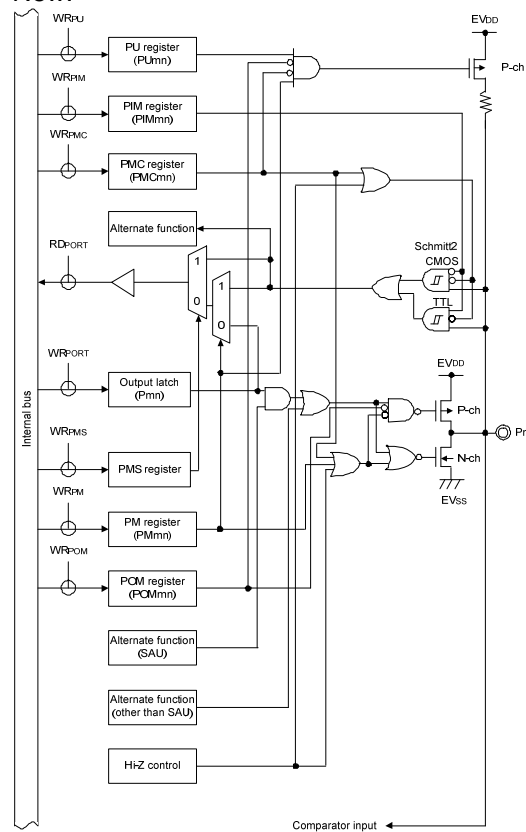 WRPU
EVDD
PU register
(PUmn)
P-ch
WRPIM
PIM register
(PIMmn)
WRPMC
PMC register
(PMCmn)
Alternate function
Schmitt2
CMOS
RDPORT
1
1
0
0
TTL
WRPORT
EVDD
Internal bus
Output latch
(Pmn)
P-ch
Pr
WRPMS
PMS register
N-ch
EVSS
WRPM
PM register
(PMmn)
WRPOM
POM register
(POMmn)
Alternate function
(SAU)
Alternate function
(other than SAU)
Hi-Z control
Comparator input